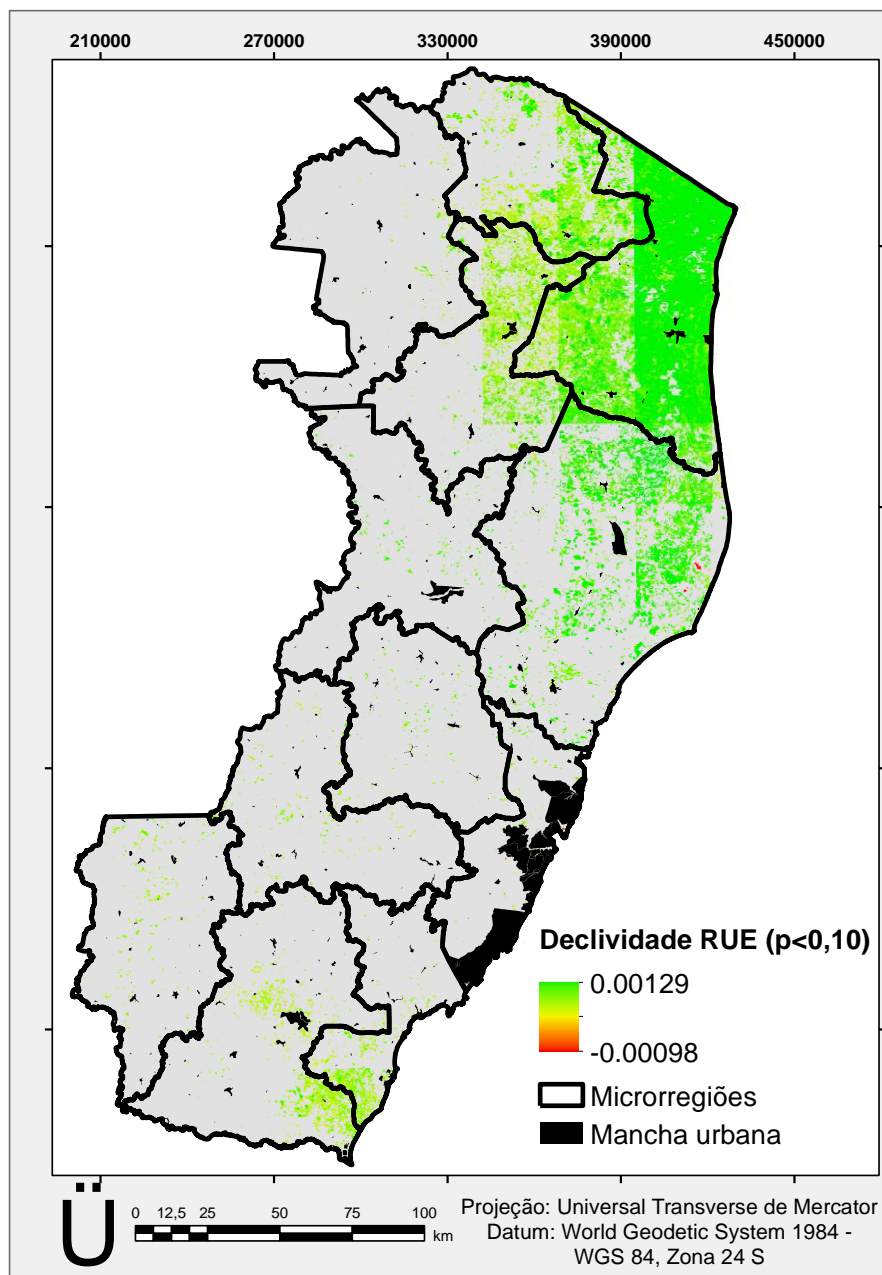 210000 270000 330000 390000 450000
Declividade RUE (p<0,10)
0.00129
-0.00098
Microrregiões
Mancha urbana
Ü
0 12,5 25 50 75 100
km
Projeção: Universal Transverse de Mercator
Datum: World Geodetic System 1984 -
WGS 84, Zona 24 S